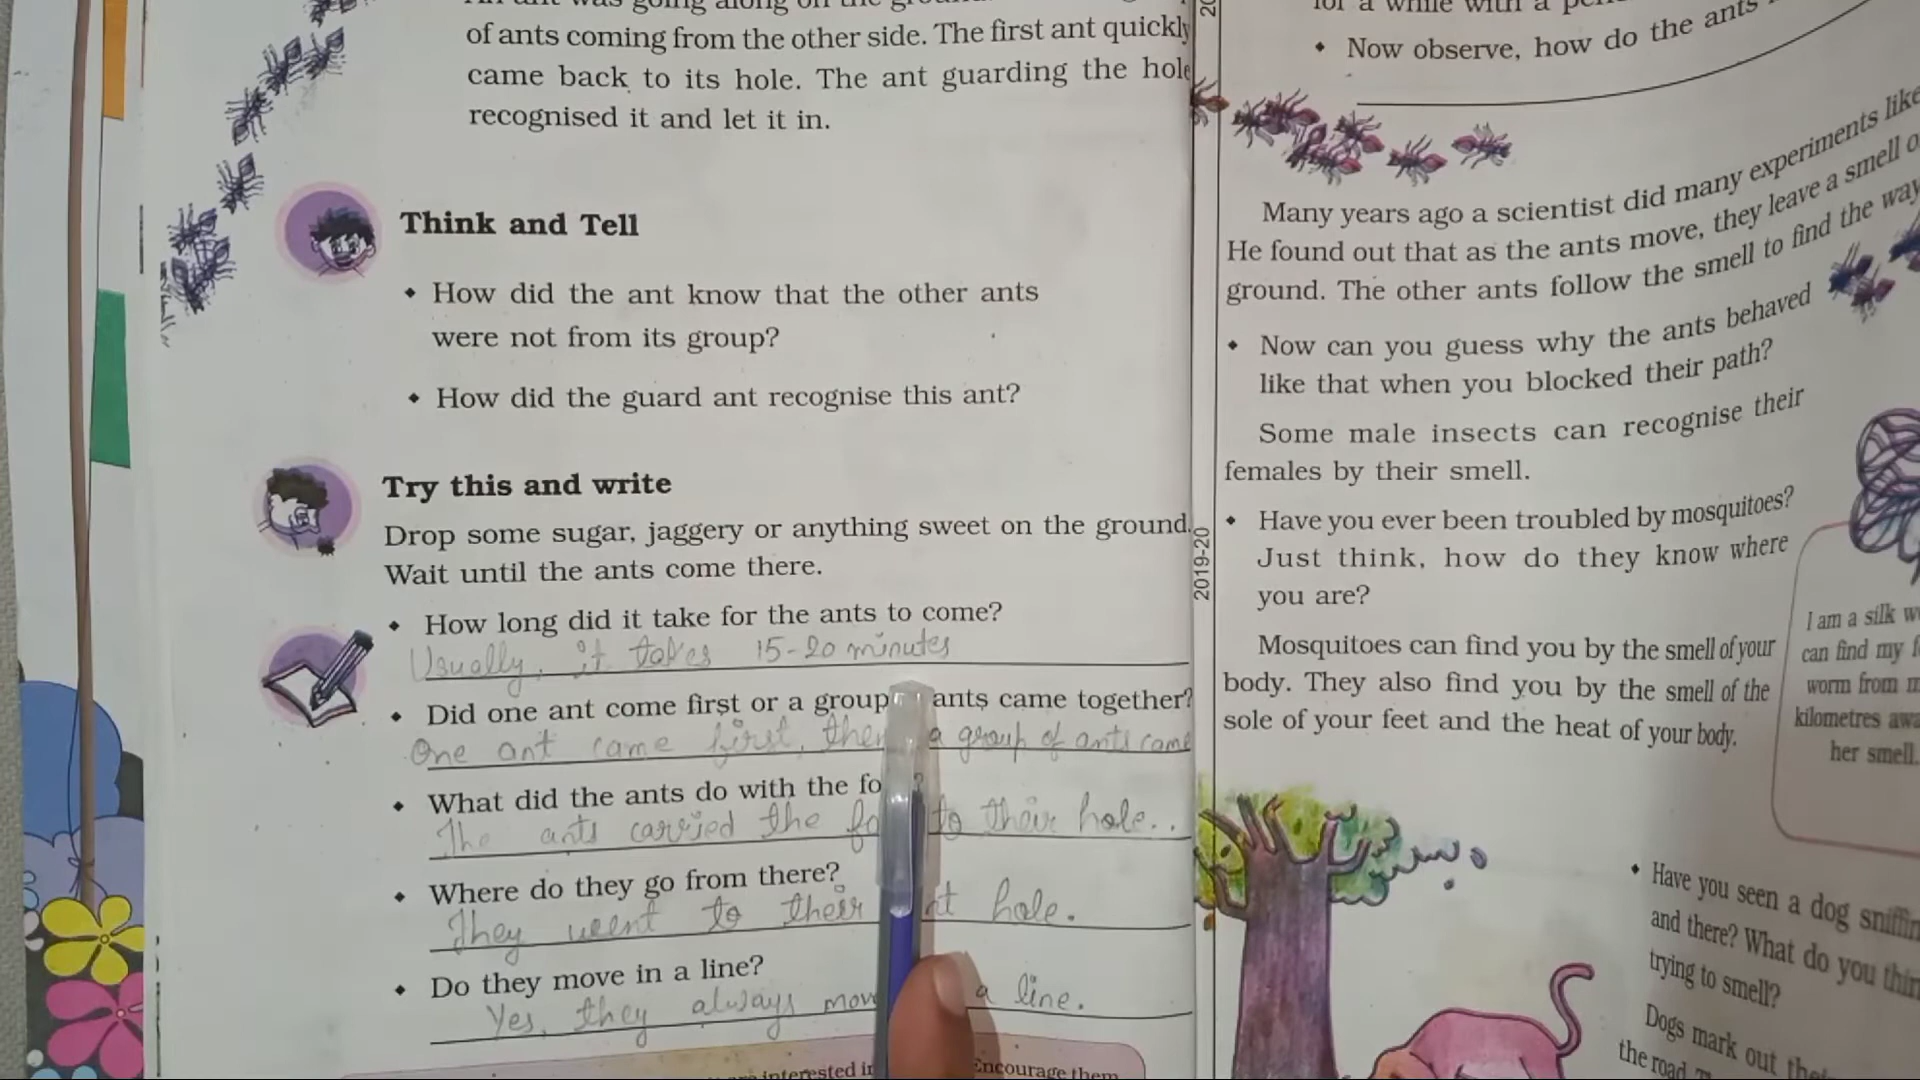 of ants coming from the other side. The first ant quickly
came back to its hole. The ant guarding the hole
recognised it and let it in.
Think and Tell
• How did the ant know that the other ants
were not from its group?
• How did the guard ant recognise this ant?
Try this and write
Drop some sugar, jaggery or anything sweet on the ground.
Wait until the ants come there.
• How long did it take for the ants to come?
Usually, it takes 15-20 minutes
• Did one ant come first or a group ants came together?
One ant came first, then a group of ants came
• What did the ants do with the
The ants carried the to their hole..
• Where do they go from there?
They went to their hole.
• Do they move in a line?
Yes, they always a line.
interested
Encourage them
2019-20
for a while with a
• Now observe, how do the ants
Many years ago a scientist did many experiments like
He found out that as the ants move, they leave a smell
ground. The other ants follow the smell to find the way
• Now can you guess why the ants behaved
like that when you blocked their path?
Some male insects can recognise their
females by their smell.
• Have you ever been troubled by mosquitoes?
Just think, how do they know where
you are?
Mosquitoes can find you by the smell of your
body. They also find you by the smell of the
sole of your feet and the heat of your body.
I am a silk
can find my
worm from
kilometres
her smell.
• Have you seen a dog
and there? What do you
trying to smell?
Dogs mark out
the road.